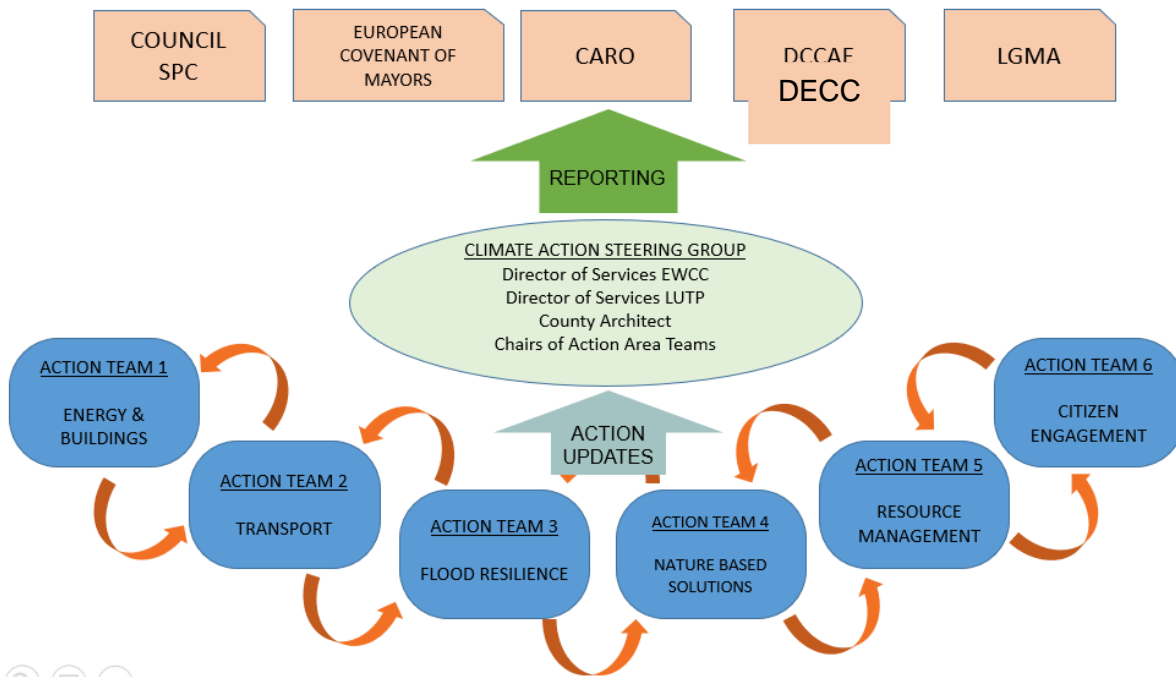 COUNCIL
SPC
EUROPEAN
COVENANT OF
MAYORS
CARO
DCCAE
DECC
LGMA
REPORTING
CLIMATE ACTION STEERING GROUP
Director of Services EWCC
Director of Services LUTP
County Architect
Chairs of Action Area Teams
ACTION
UPDATES
ACTION TEAM 1
ENERGY &
BUILDINGS
ACTION TEAM 2
TRANSPORT
ACTION TEAM 3
FLOOD RESILIENCE
ACTION TEAM 4
NATURE BASED
SOLUTIONS
ACTION TEAM 5
RESOURCE
MANAGEMENT
ACTION TEAM 6
CITIZEN
ENGAGEMENT